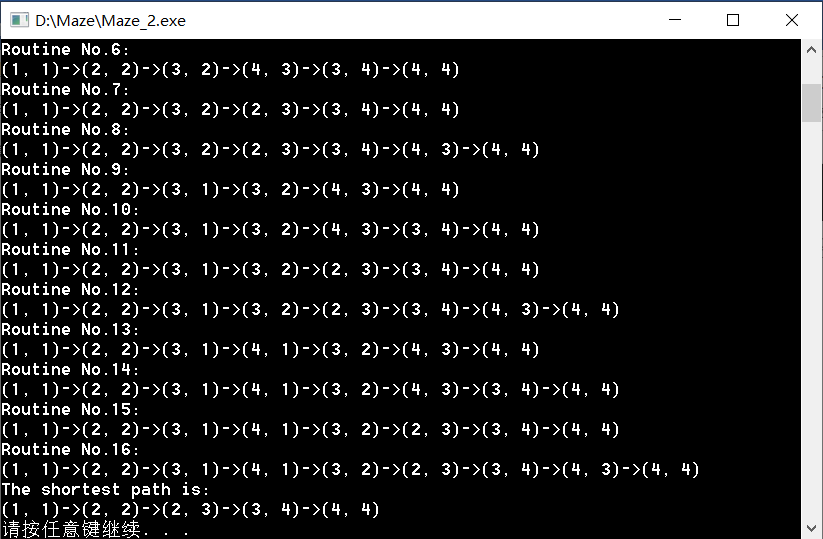 D:\Maze\Maze_2.exe
Routine No.6:
(1, 1)->(2, 2)->(3, 2)->(4, 3)->(3, 4)->(4, 4)
Routine No.7:
(1, 1)->(2, 2)->(3, 2)->(2, 3)->(3, 4)->(4, 4)
Routine No.8:
(1, 1)->(2, 2)->(3, 2)->(2, 3)->(3, 4)->(4, 3)->(4, 4)
Routine No.9:
(1, 1)->(2, 2)->(3, 1)->(3, 2)->(4, 3)->(4, 4)
Routine No.10:
(1, 1)->(2, 2)->(3, 1)->(3, 2)->(4, 3)->(3, 4)->(4, 4)
Routine No.11:
(1, 1)->(2, 2)->(3, 1)->(3, 2)->(2, 3)->(3, 4)->(4, 4)
Routine No.12:
(1, 1)->(2, 2)->(3, 1)->(3, 2)->(2, 3)->(3, 4)->(4, 3)->(4, 4)
Routine No.13:
(1, 1)->(2, 2)->(3, 1)->(4, 1)->(3, 2)->(4, 3)->(4, 4)
Routine No.14:
(1, 1)->(2, 2)->(3, 1)->(4, 1)->(3, 2)->(4, 3)->(3, 4)->(4, 4)
Routine No.15:
(1, 1)->(2, 2)->(3, 1)->(4, 1)->(3, 2)->(2, 3)->(3, 4)->(4, 4)
Routine No.16:
(1, 1)->(2, 2)->(3, 1)->(4, 1)->(3, 2)->(2, 3)->(3, 4)->(4, 3)->(4, 4)
The shortest path is:
(1, 1)->(2, 2)->(2, 3)->(3, 4)->(4, 4)
请按任意键继续. . .